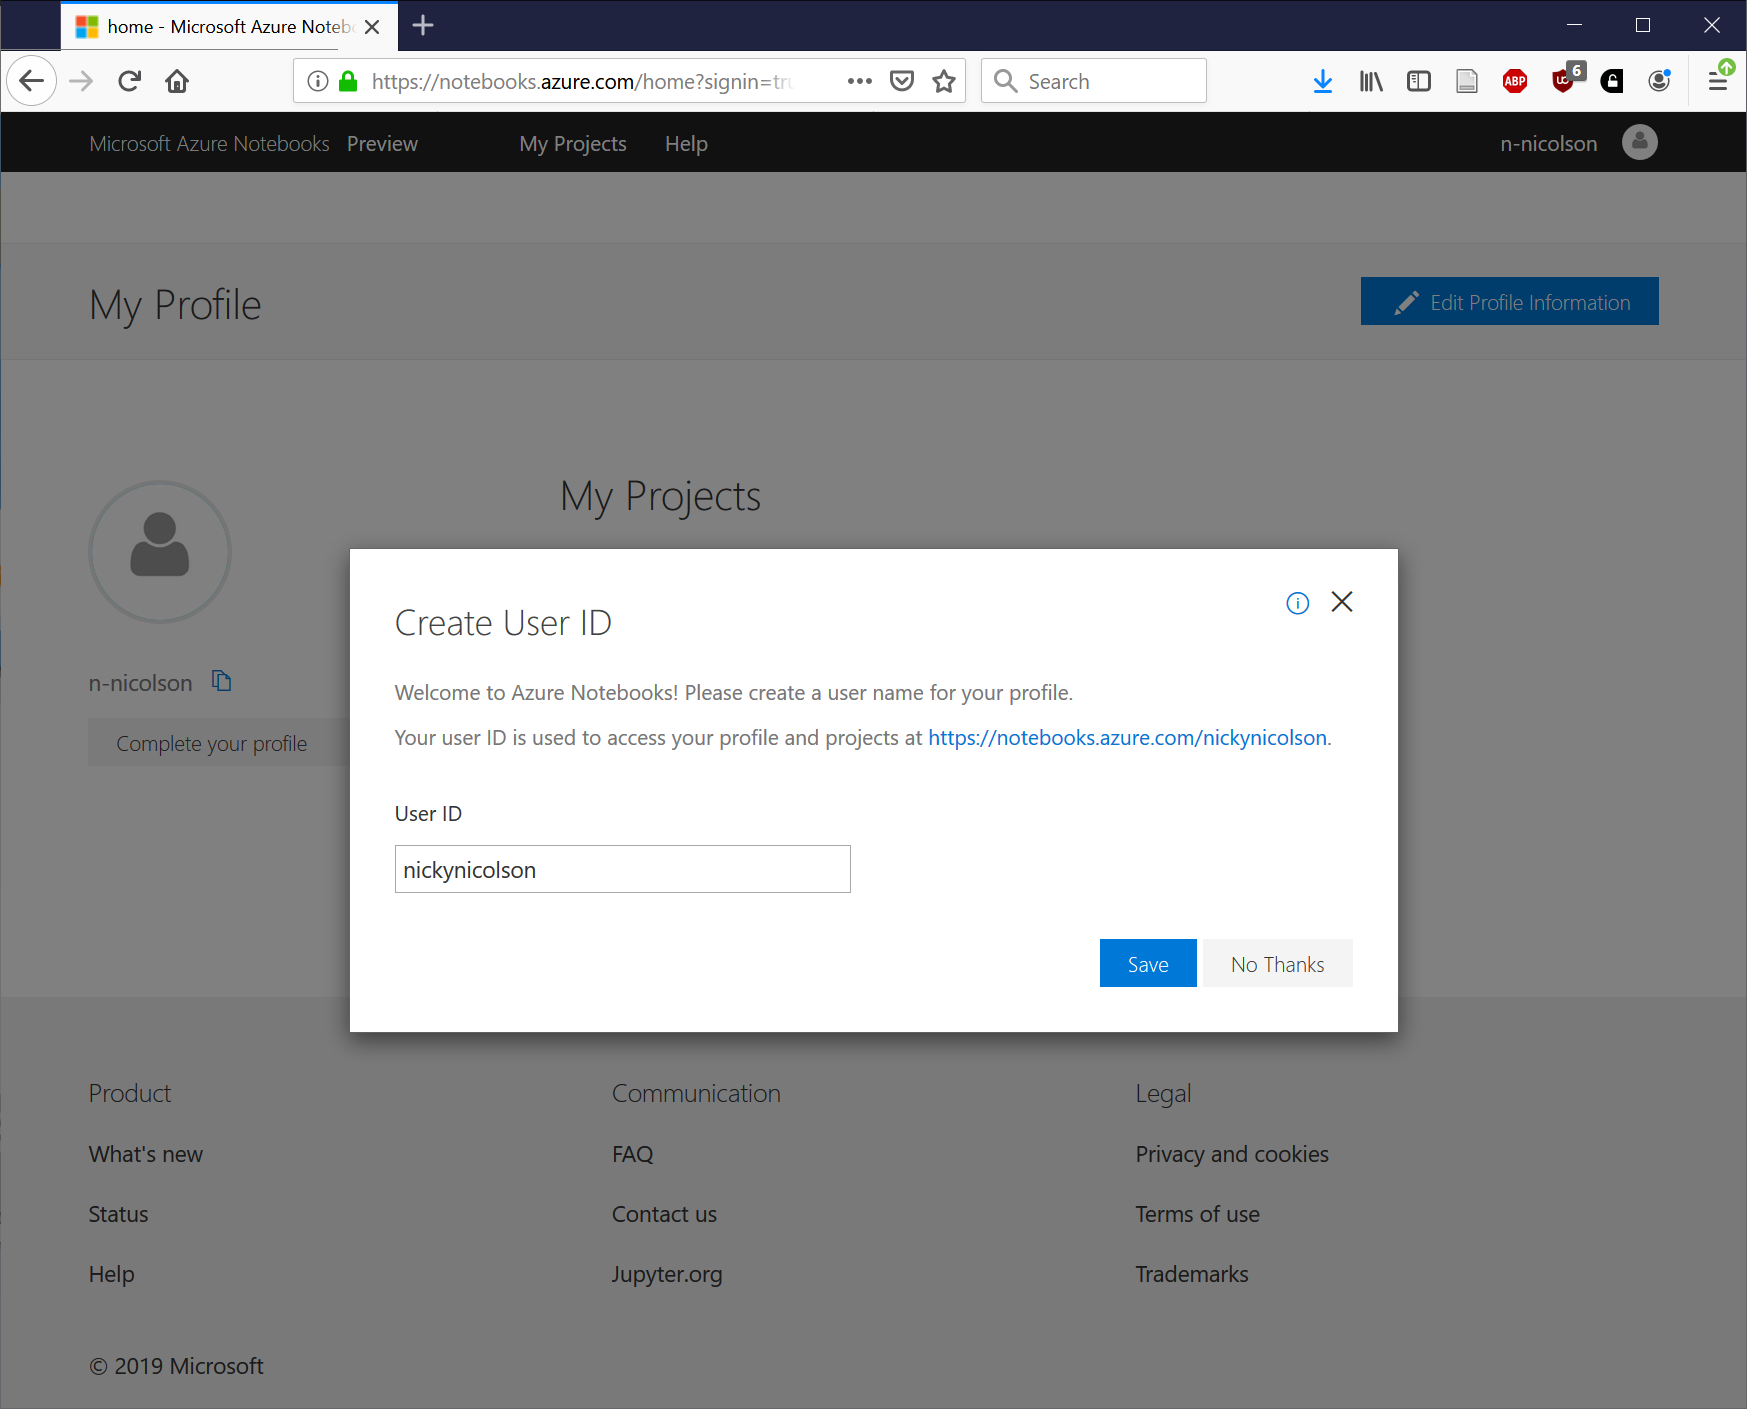 home - Microsoft Azure Noteb
https://notebooks.azure.com/home?signin=tru
Search
ABP
6
Microsoft Azure Notebooks Preview My Projects Help n-nicolson
My Profile
Edit Profile Information
My Projects
n-nicolson
Complete your profile
Create User ID
Welcome to Azure Notebooks! Please create a user name for your profile.
Your user ID is used to access your profile and projects at https://notebooks.azure.com/nickynicolson.
User ID
nickynicolson
Save
No Thanks
Product
What's new
Status
Help
Communication
FAQ
Contact us
Jupyter.org
Legal
Privacy and cookies
Terms of use
Trademarks
© 2019 Microsoft